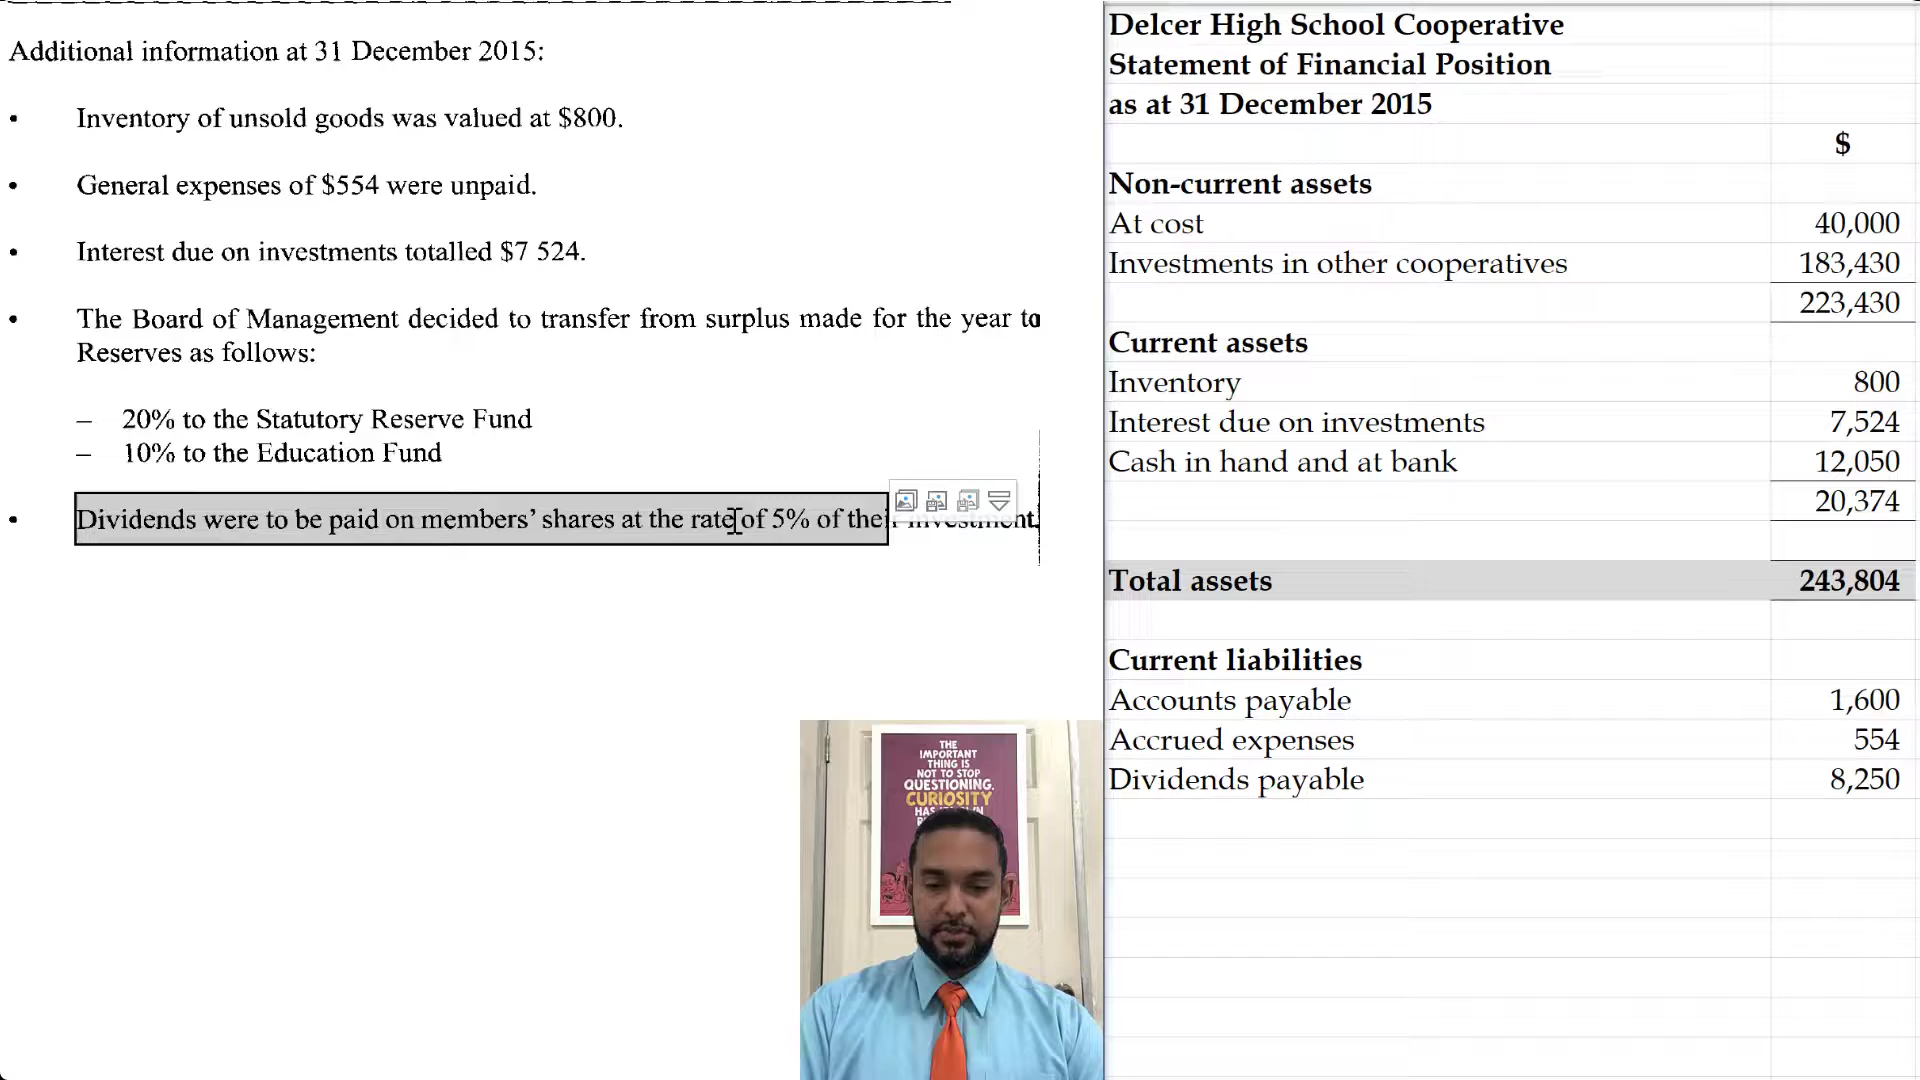 Additional information at 31 December 2015:
• Inventory of unsold goods was valued at $800.
• General expenses of $554 were unpaid.
• Interest due on investments totalled $7 524.
• The Board of Management decided to transfer from surplus made for the year to
Reserves as follows:
– 20% to the Statutory Reserve Fund
– 10% to the Education Fund
• Dividends were to be paid on members’ shares at the rate of 5% of their investment.
Delcer High School Cooperative
Statement of Financial Position
as at 31 December 2015
$
Non-current assets
At cost 40,000
Investments in other cooperatives 183,430
223,430
Current assets
Inventory 800
Interest due on investments 7,524
Cash in hand and at bank 12,050
20,374
Total assets 243,804
Current liabilities
Accounts payable 1,600
Accrued expenses 554
Dividends payable 8,250
THE
IMPORTANT
THING IS
NOT TO STOP
QUESTIONING.
CURIOSITY
HAS